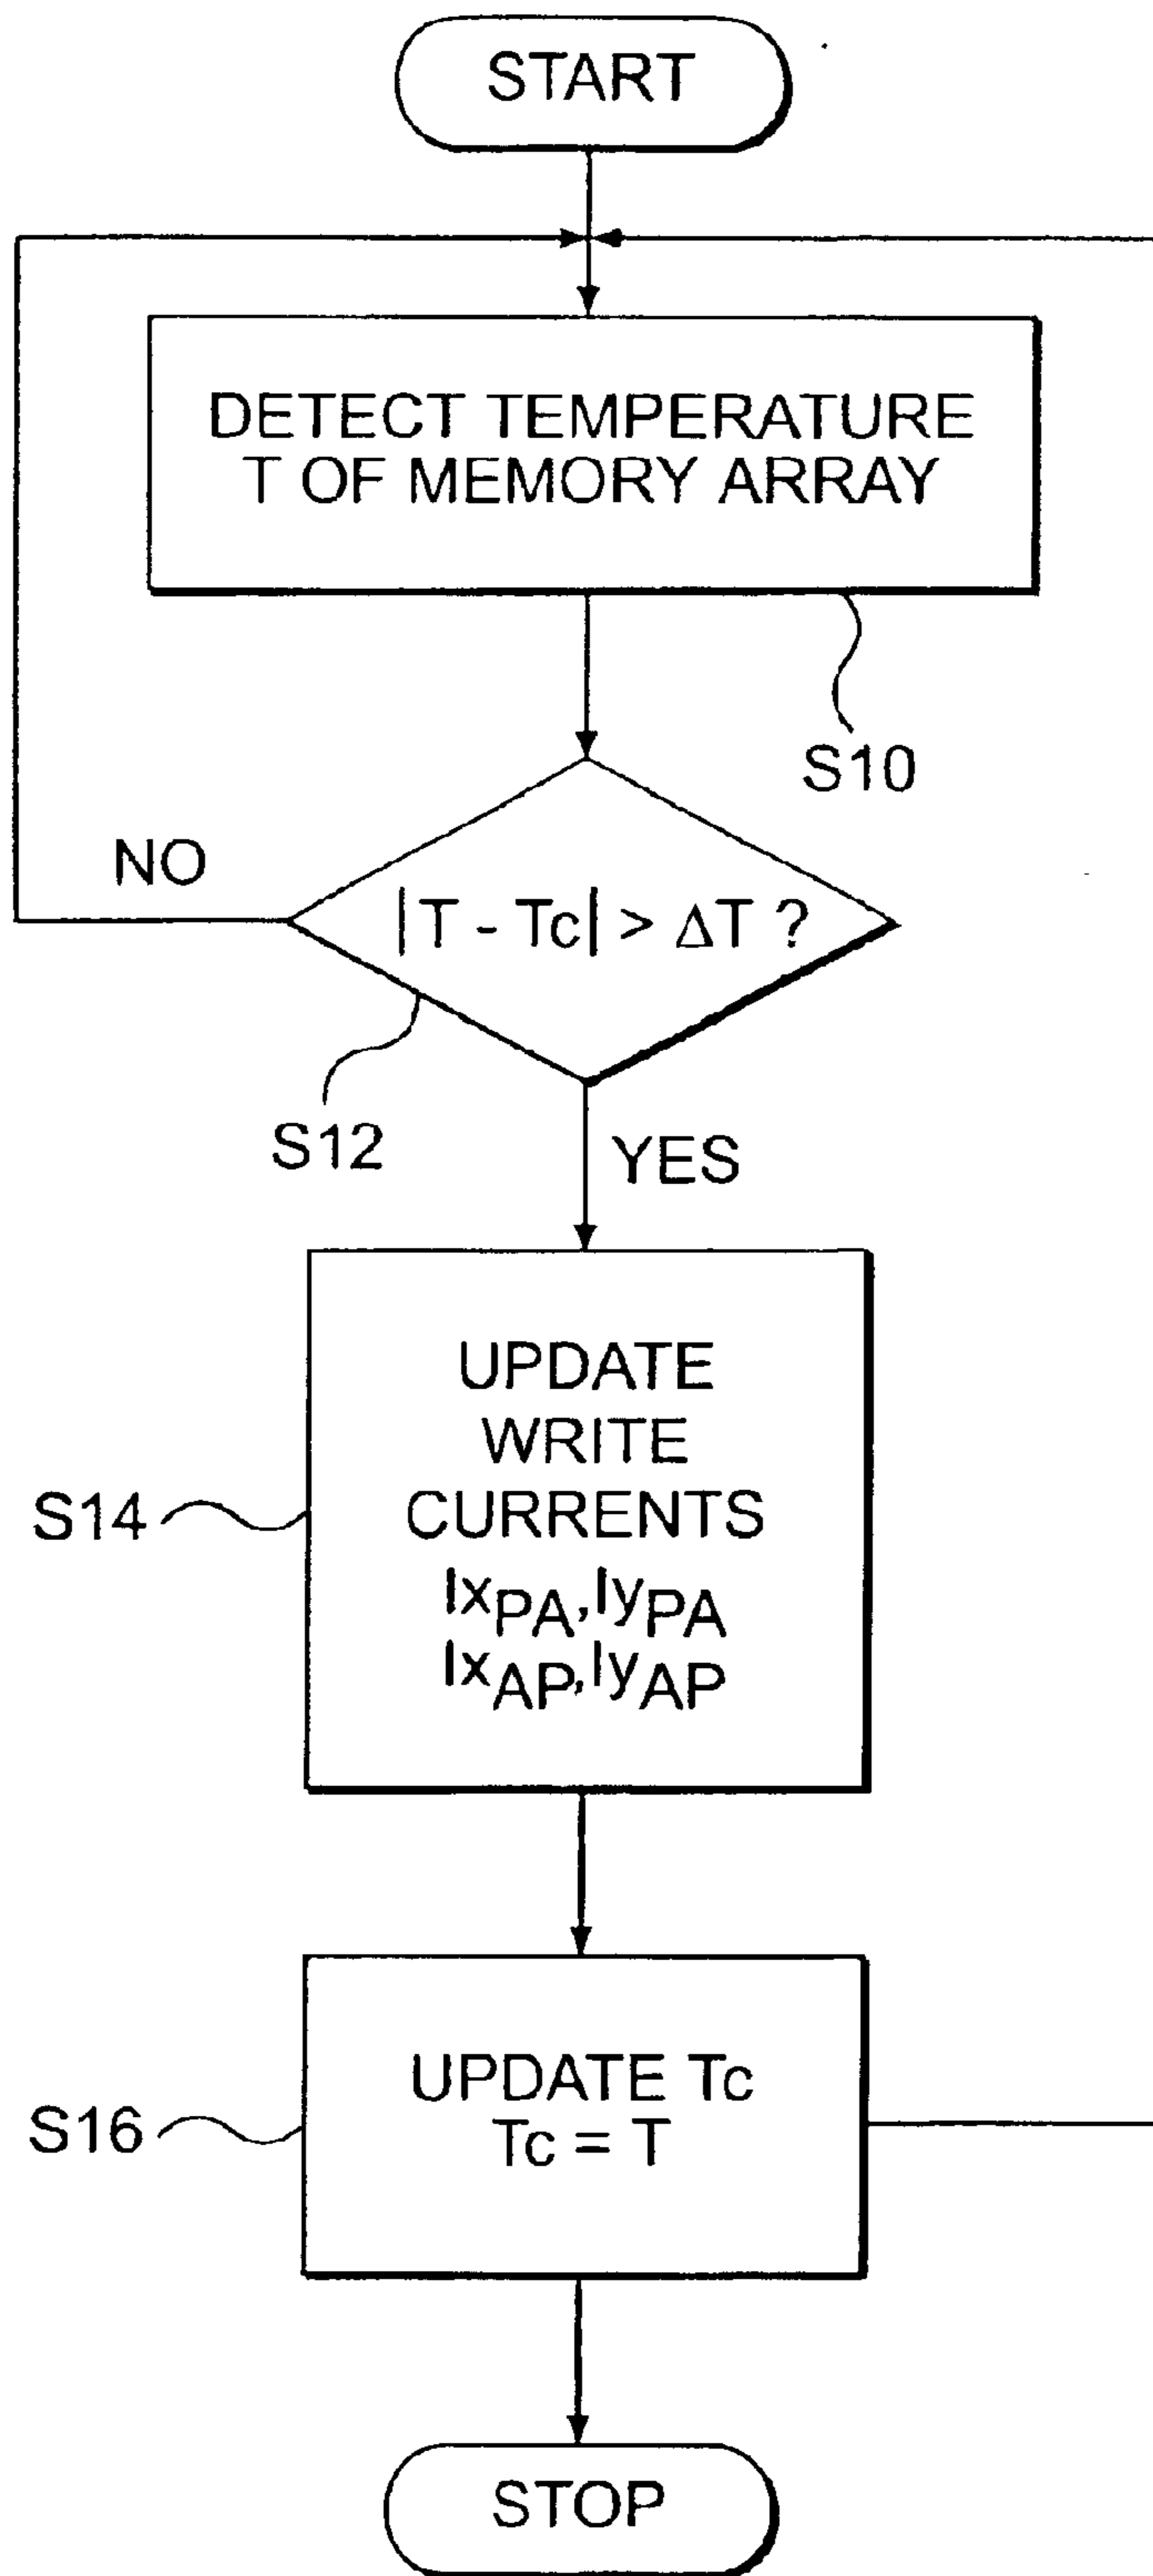 START
DETECT TEMPERATURE
T OF MEMORY ARRAY
S10
NO
|T - Tc| > ΔT ?
S12
YES
UPDATE
WRITE
CURRENTS
IxPA,IyPA
IxAP,IyAP
S14
UPDATE Tc
Tc = T
S16
STOP